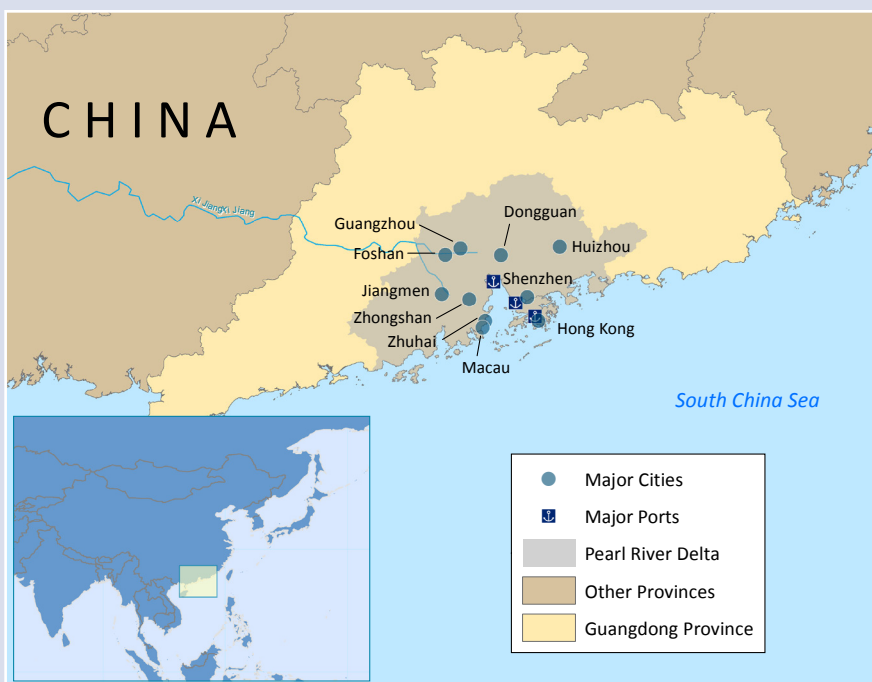 CHINA
Xi JiangXi Jiang
Guangzhou
Dongguan
Foshan
Huizhou
Shenzhen
Jiangmen
Zhongshan
Hong Kong
Zhuhai
Macau
South China Sea
Major Cities
Major Ports
Pearl River Delta
Other Provinces
Guangdong Province